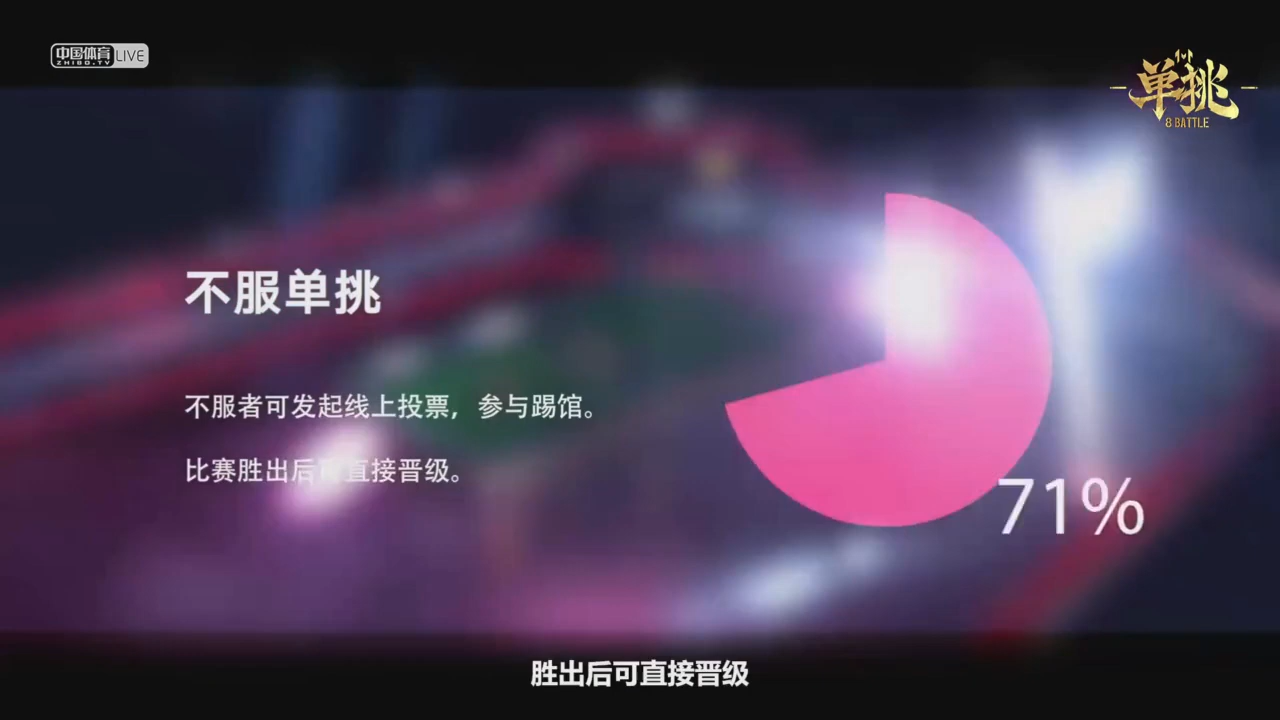 中国体育 LIVE
ZHIBO.TV
1v1
单挑
8 BATTLE
不服单挑
不服者可发起线上投票，参与踢馆。
比赛胜出后可直接晋级。
71%
胜出后可直接晋级